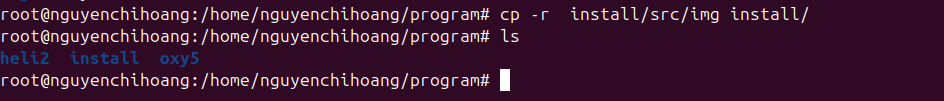 root@nguyenchihoang:/home/nguyenchihoang/program# cp -r  install/src/img install/
root@nguyenchihoang:/home/nguyenchihoang/program# ls
heli2  install  oxy5
root@nguyenchihoang:/home/nguyenchihoang/program#